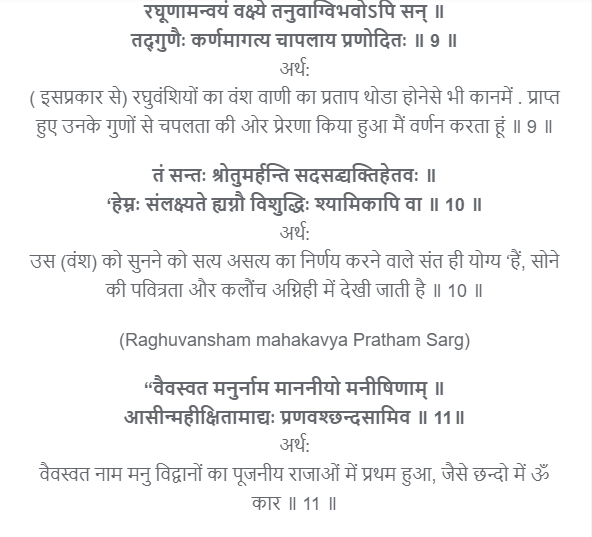 रघूणामन्वयं वक्ष्ये तनुवाग्विभवोऽपि सन् ॥
तद्‌गुणैः कर्णमागत्य चापलाय प्रणोदितः ॥ 9 ॥
अर्थ:
( इसप्रकार से) रघुवंशियों का वंश वाणी का प्रताप थोडा होनेसे भी कानमें . प्राप्त
हुए उनके गुणों से चपलता की ओर प्रेरणा किया हुआ मैं वर्णन करता हूं ॥ 9 ॥
तं सन्तः श्रोतुमर्हन्ति सदसद्व्यक्तिहेतवः ॥
‘हेम्नः संलक्ष्यते ह्यग्नौ विशुद्धिः श्यामिकापि वा ॥ 10 ॥
अर्थ:
उस (वंश) को सुनने को सत्य असत्य का निर्णय करने वाले संत ही योग्य ‘हैं, सोने
की पवित्रता और कलौंच अग्निही में देखी जाती है ॥ 10 ॥
(Raghuvansham mahakavya Pratham Sarg)
“वैवस्वत मनुर्नाम माननीयो मनीषिणाम् ॥
आसीन्महीक्षितामाद्यः प्रणवश्छन्दसामिव ॥ 11॥
अर्थ:
वैवस्वत नाम मनु विद्वानों का पूजनीय राजाओं में प्रथम हुआ, जैसे छन्दो में ॐ
कार ॥ 11 ॥